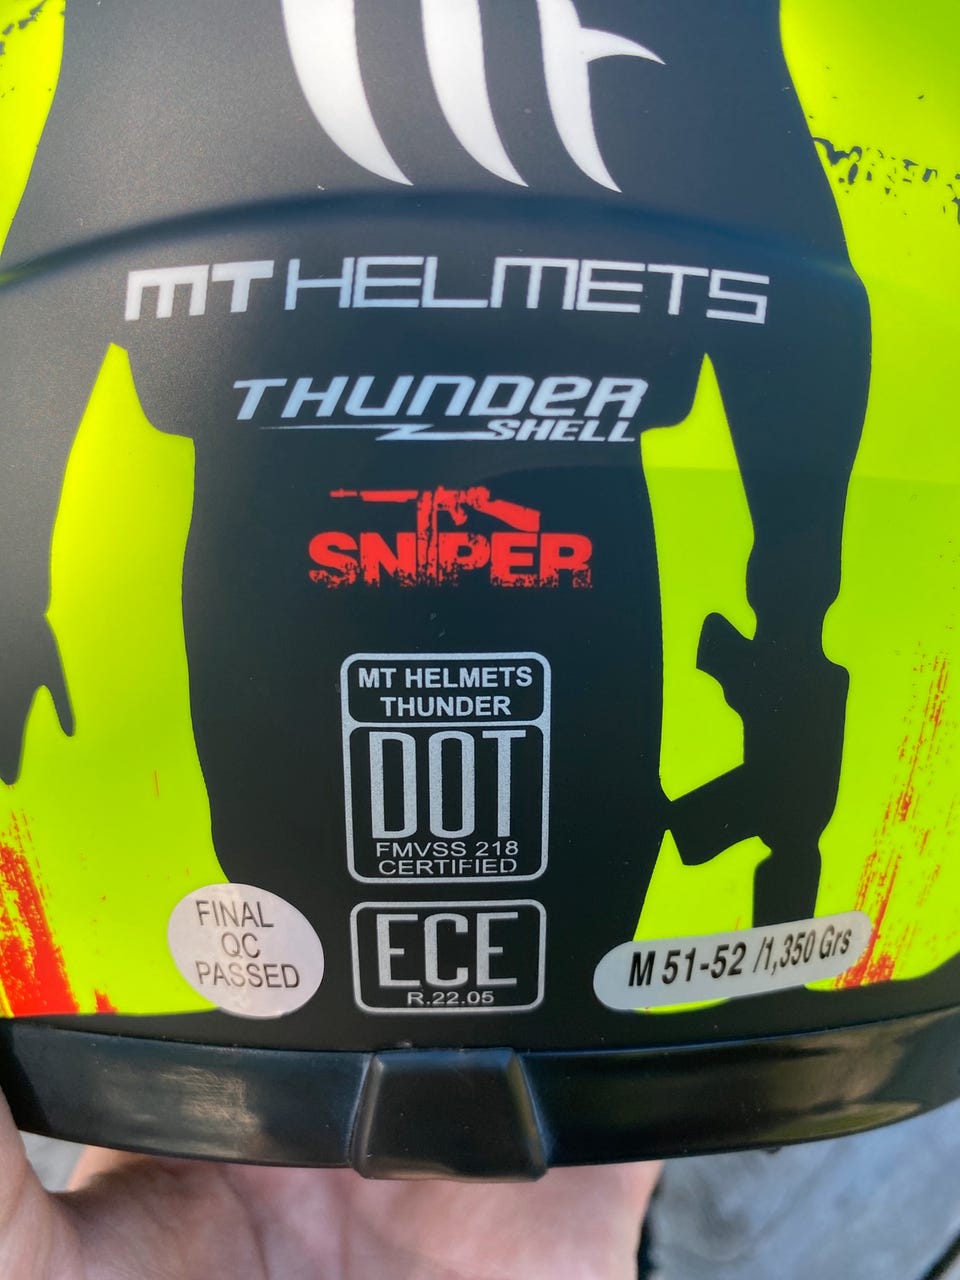 MT HELMETS
THUNDER
SHELL
SNIPER
MT HELMETS
THUNDER
DOT
FMVSS 218
CERTIFIED
FINAL
QC
PASSED
ECE
R.22.05
M 51-52 /1,350 Grs